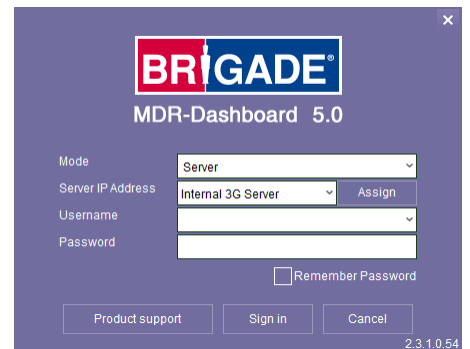 BRIGADE®
MDR-Dashboard 5.0
Mode Server
Server IP Address Internal 3G Server Assign
Username
Password
Remember Password
Product support Sign in Cancel
2.3.1.0.54